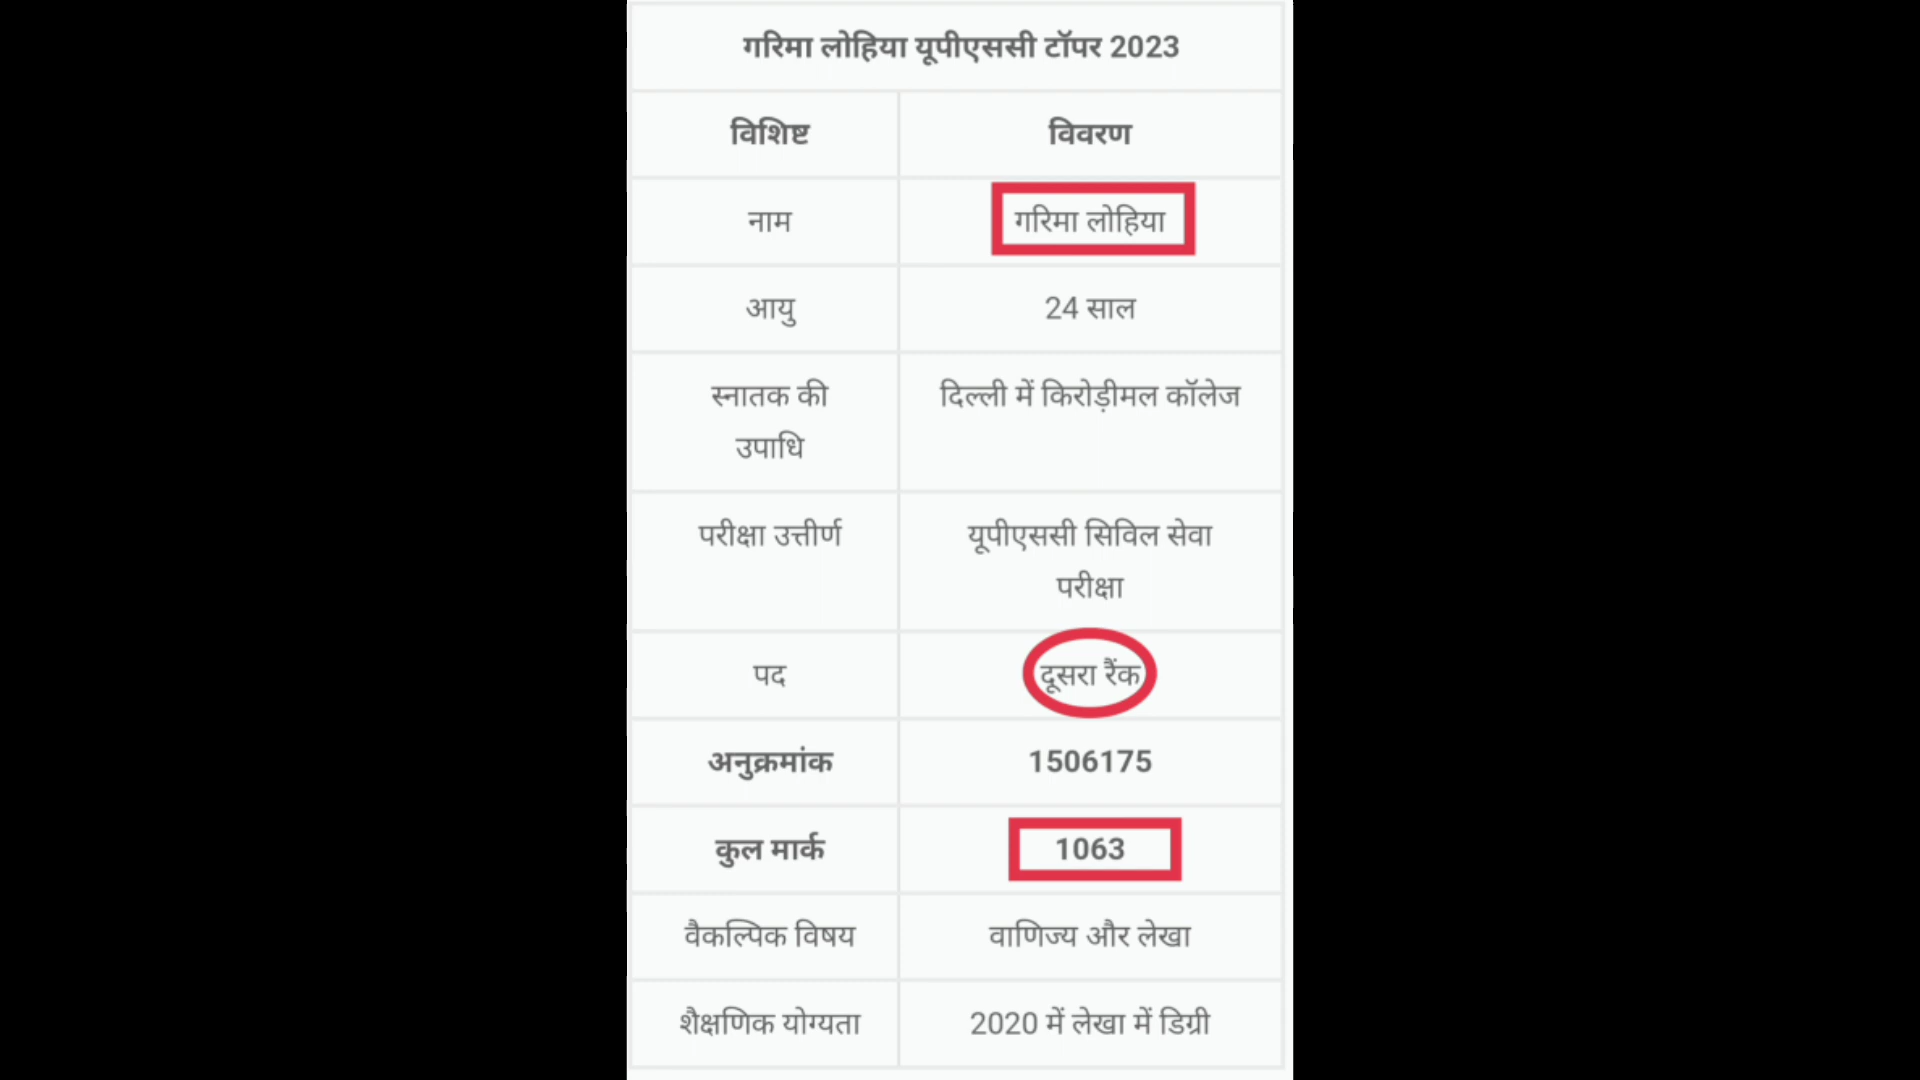 गरिमा लोहिया यूपीएससी टॉपर 2023
विशिष्ट विवरण
नाम गरिमा लोहिया
आयु 24 साल
स्नातक की दिल्ली में किरोड़ीमल कॉलेज
उपाधि
परीक्षा उत्तीर्ण यूपीएससी सिविल सेवा
परीक्षा
पद दूसरा रैंक
अनुक्रमांक 1506175
कुल मार्क 1063
वैकल्पिक विषय वाणिज्य और लेखा
शैक्षणिक योग्यता 2020 में लेखा में डिग्री